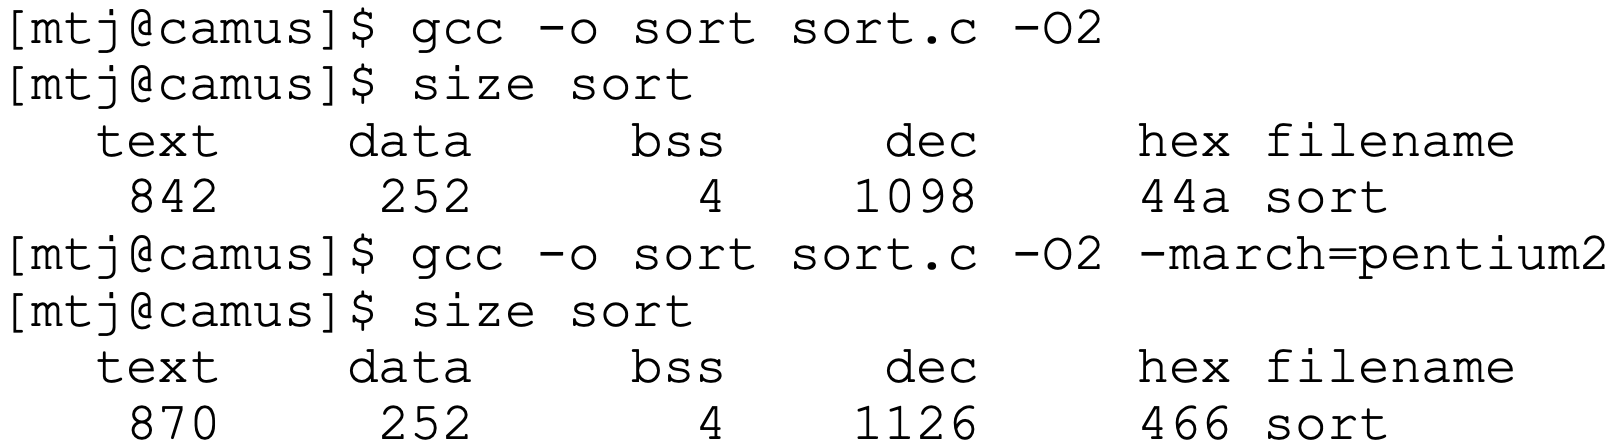 [mtj@camus]$ gcc -o sort sort.c -O2
[mtj@camus]$ size sort
   text    data     bss     dec     hex filename
    842     252       4    1098     44a sort
[mtj@camus]$ gcc -o sort sort.c -O2 -march=pentium2
[mtj@camus]$ size sort
   text    data     bss     dec     hex filename
    870     252       4    1126     466 sort